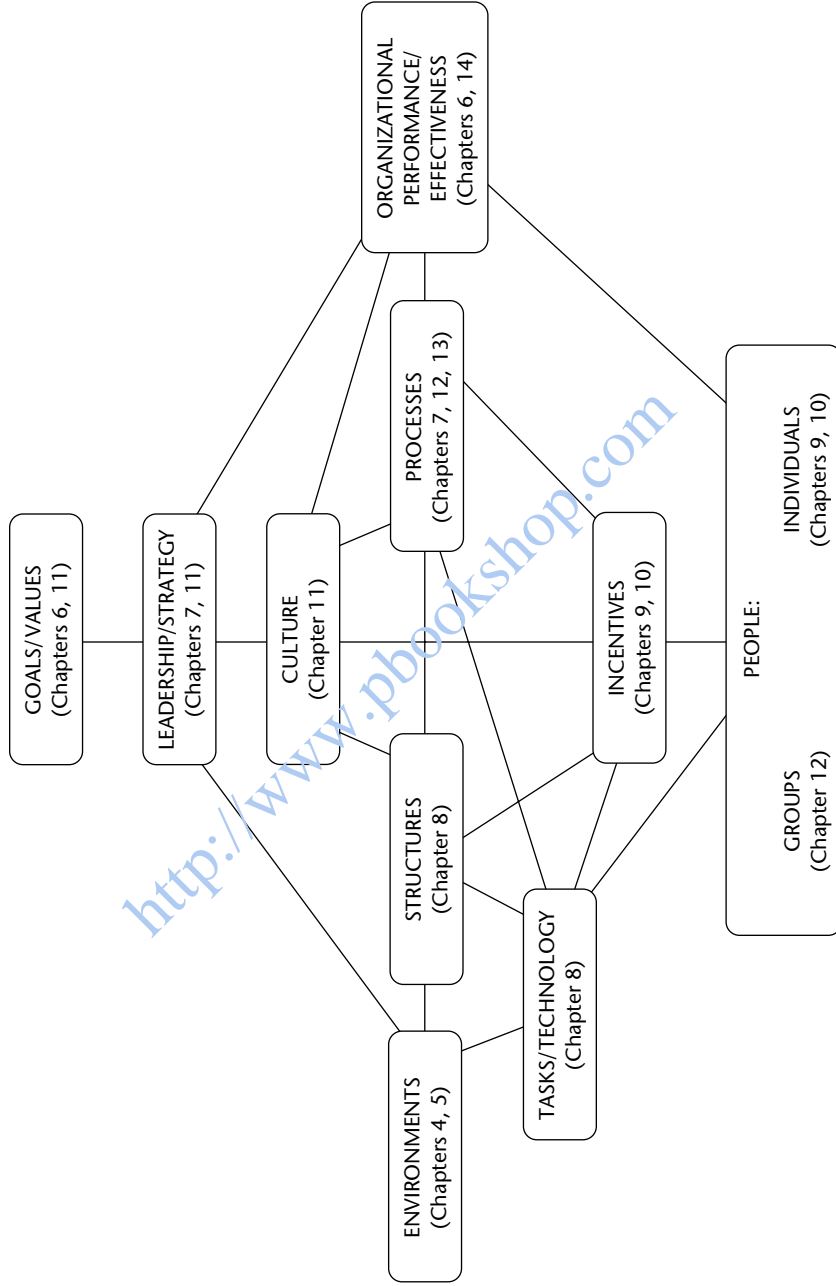 GOALS/VALUES
(Chapters 6, 11)
LEADERSHIP/STRATEGY
(Chapters 7, 11)
CULTURE
(Chapter 11)
ENVIRONMENTS
(Chapters 4, 5)
STRUCTURES
(Chapter 8)
PROCESSES
(Chapters 7, 12, 13)
ORGANIZATIONAL
PERFORMANCE/
EFFECTIVENESS
(Chapters 6, 14)
TASKS/TECHNOLOGY
(Chapter 8)
INCENTIVES
(Chapters 9, 10)
PEOPLE:
GROUPS
(Chapter 12)
INDIVIDUALS
(Chapters 9, 10)
http://www.pbookshop.com